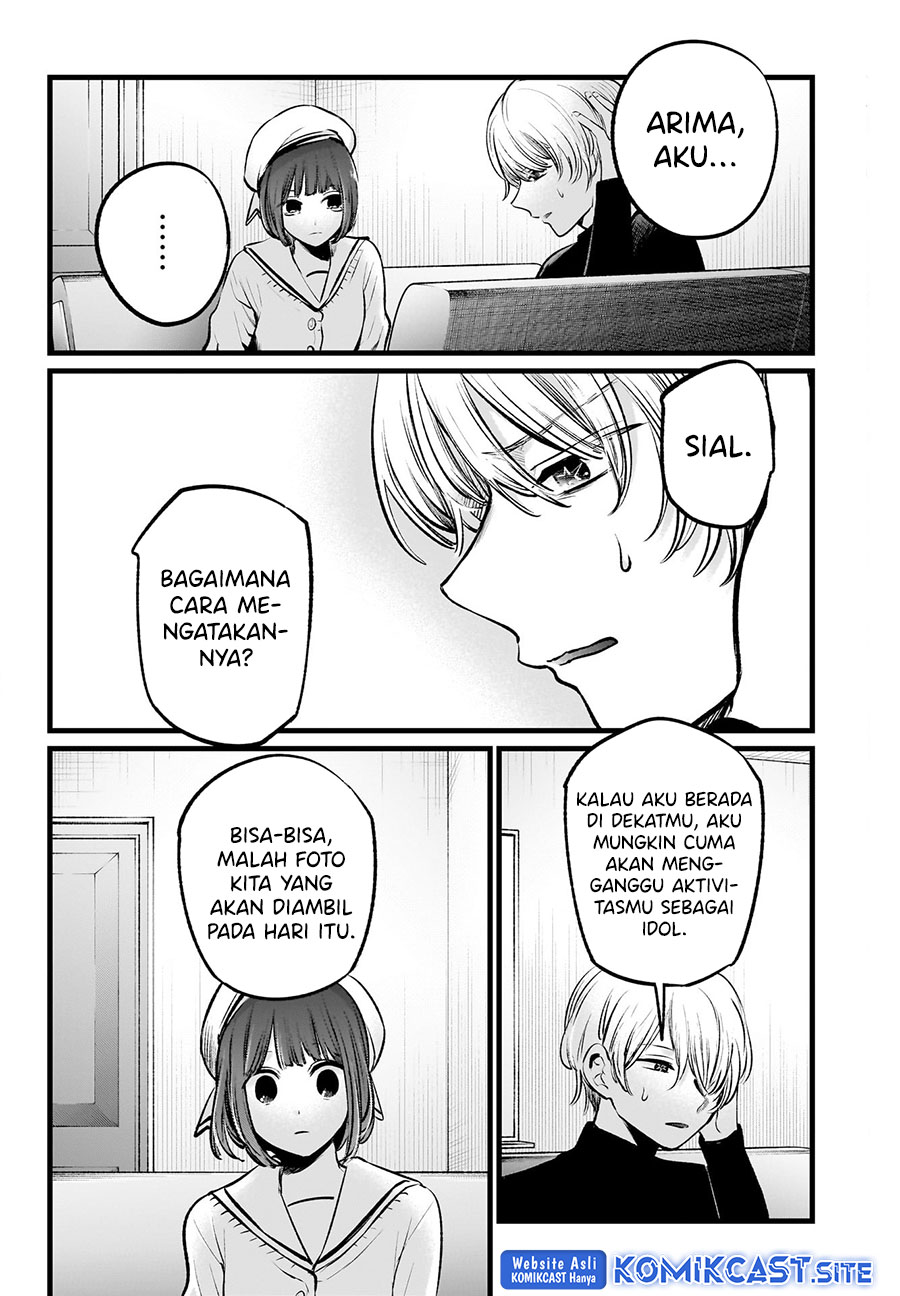 ARIMA,
AKU...
......
SIAL.
BAGAIMANA
CARA ME-
NGATAKAN-
NYA?
KALAU AKU BERADA
DI DEKATMU, AKU
MUNGKIN CUMA
AKAN MENG-
GANGGU AKTIVI-
TASMU SEBAGAI
IDOL.
BISA-BISA,
MALAH FOTO
KITA YANG
AKAN DIAMBIL
PADA HARI ITU.
Website Asli
KOMIKCAST Hanya
KOMIKCAST.SITE